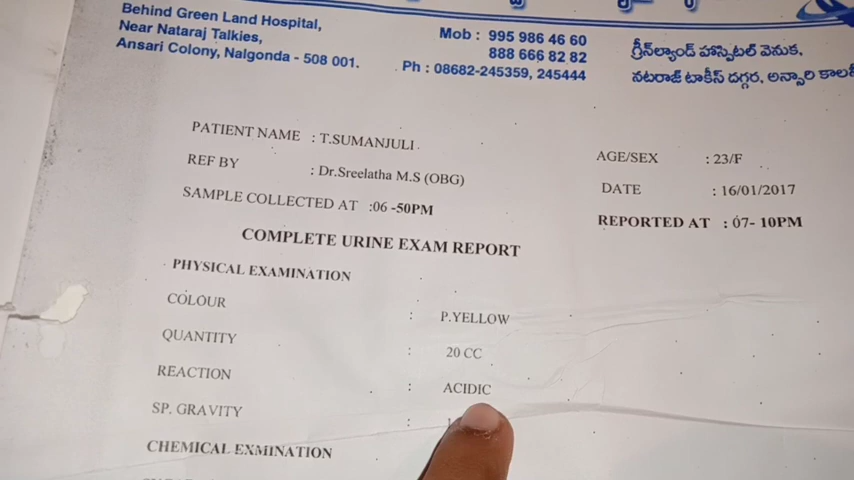 Behind Green Land Hospital,
Near Nataraj Talkies,
Ansari Colony, Nalgonda - 508 001.
Mob : 995 986 46 60
888 666 82 82
Ph : 08682-245359, 245444
గ్రీన్‌ల్యాండ్ హాస్పిటల్ వెనుక,
నటరాజ్ టాకీస్ దగ్గర, అన్సారి
PATIENT NAME : T.SUMANJULI
REF BY : Dr.Sreelatha M.S (OBG)
SAMPLE COLLECTED AT :06 -50PM
AGE/SEX : 23/F
DATE : 16/01/2017
REPORTED AT : 07- 10PM
COMPLETE URINE EXAM REPORT
PHYSICAL EXAMINATION
COLOUR : P.YELLOW
QUANTITY : 20 CC
REACTION : ACIDIC
SP. GRAVITY :
CHEMICAL EXAMINATION